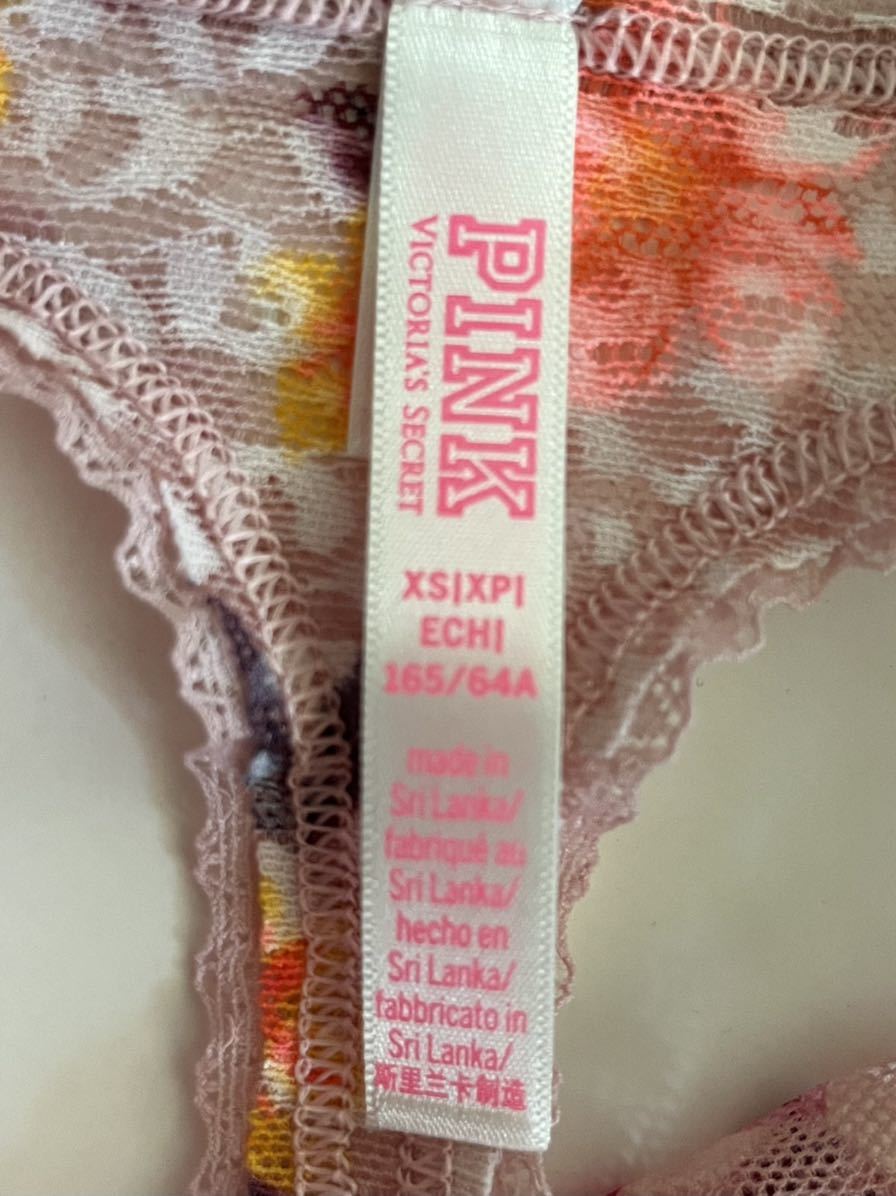 PINK
VICTORIA'S SECRET
XS|XP|
ECH|
165/64A
made in
Sri Lanka/
fabriqué au
Sri Lanka/
hecho en
Sri Lanka/
fabbricato in
Sri Lanka/
斯里兰卡制造